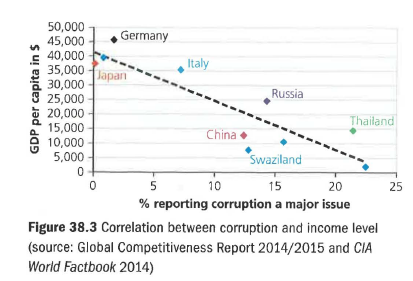 50,000
45,000
40,000
35,000
30,000
25,000
20,000
15,000
10,000
5,000
0
GDP per capita in $
Germany
Japan
Italy
Russia
China
Thailand
Swaziland
0 5 10 15 20 25
% reporting corruption a major issue
Figure 38.3 Correlation between corruption and income level
(source: Global Competitiveness Report 2014/2015 and CIA
World Factbook 2014)